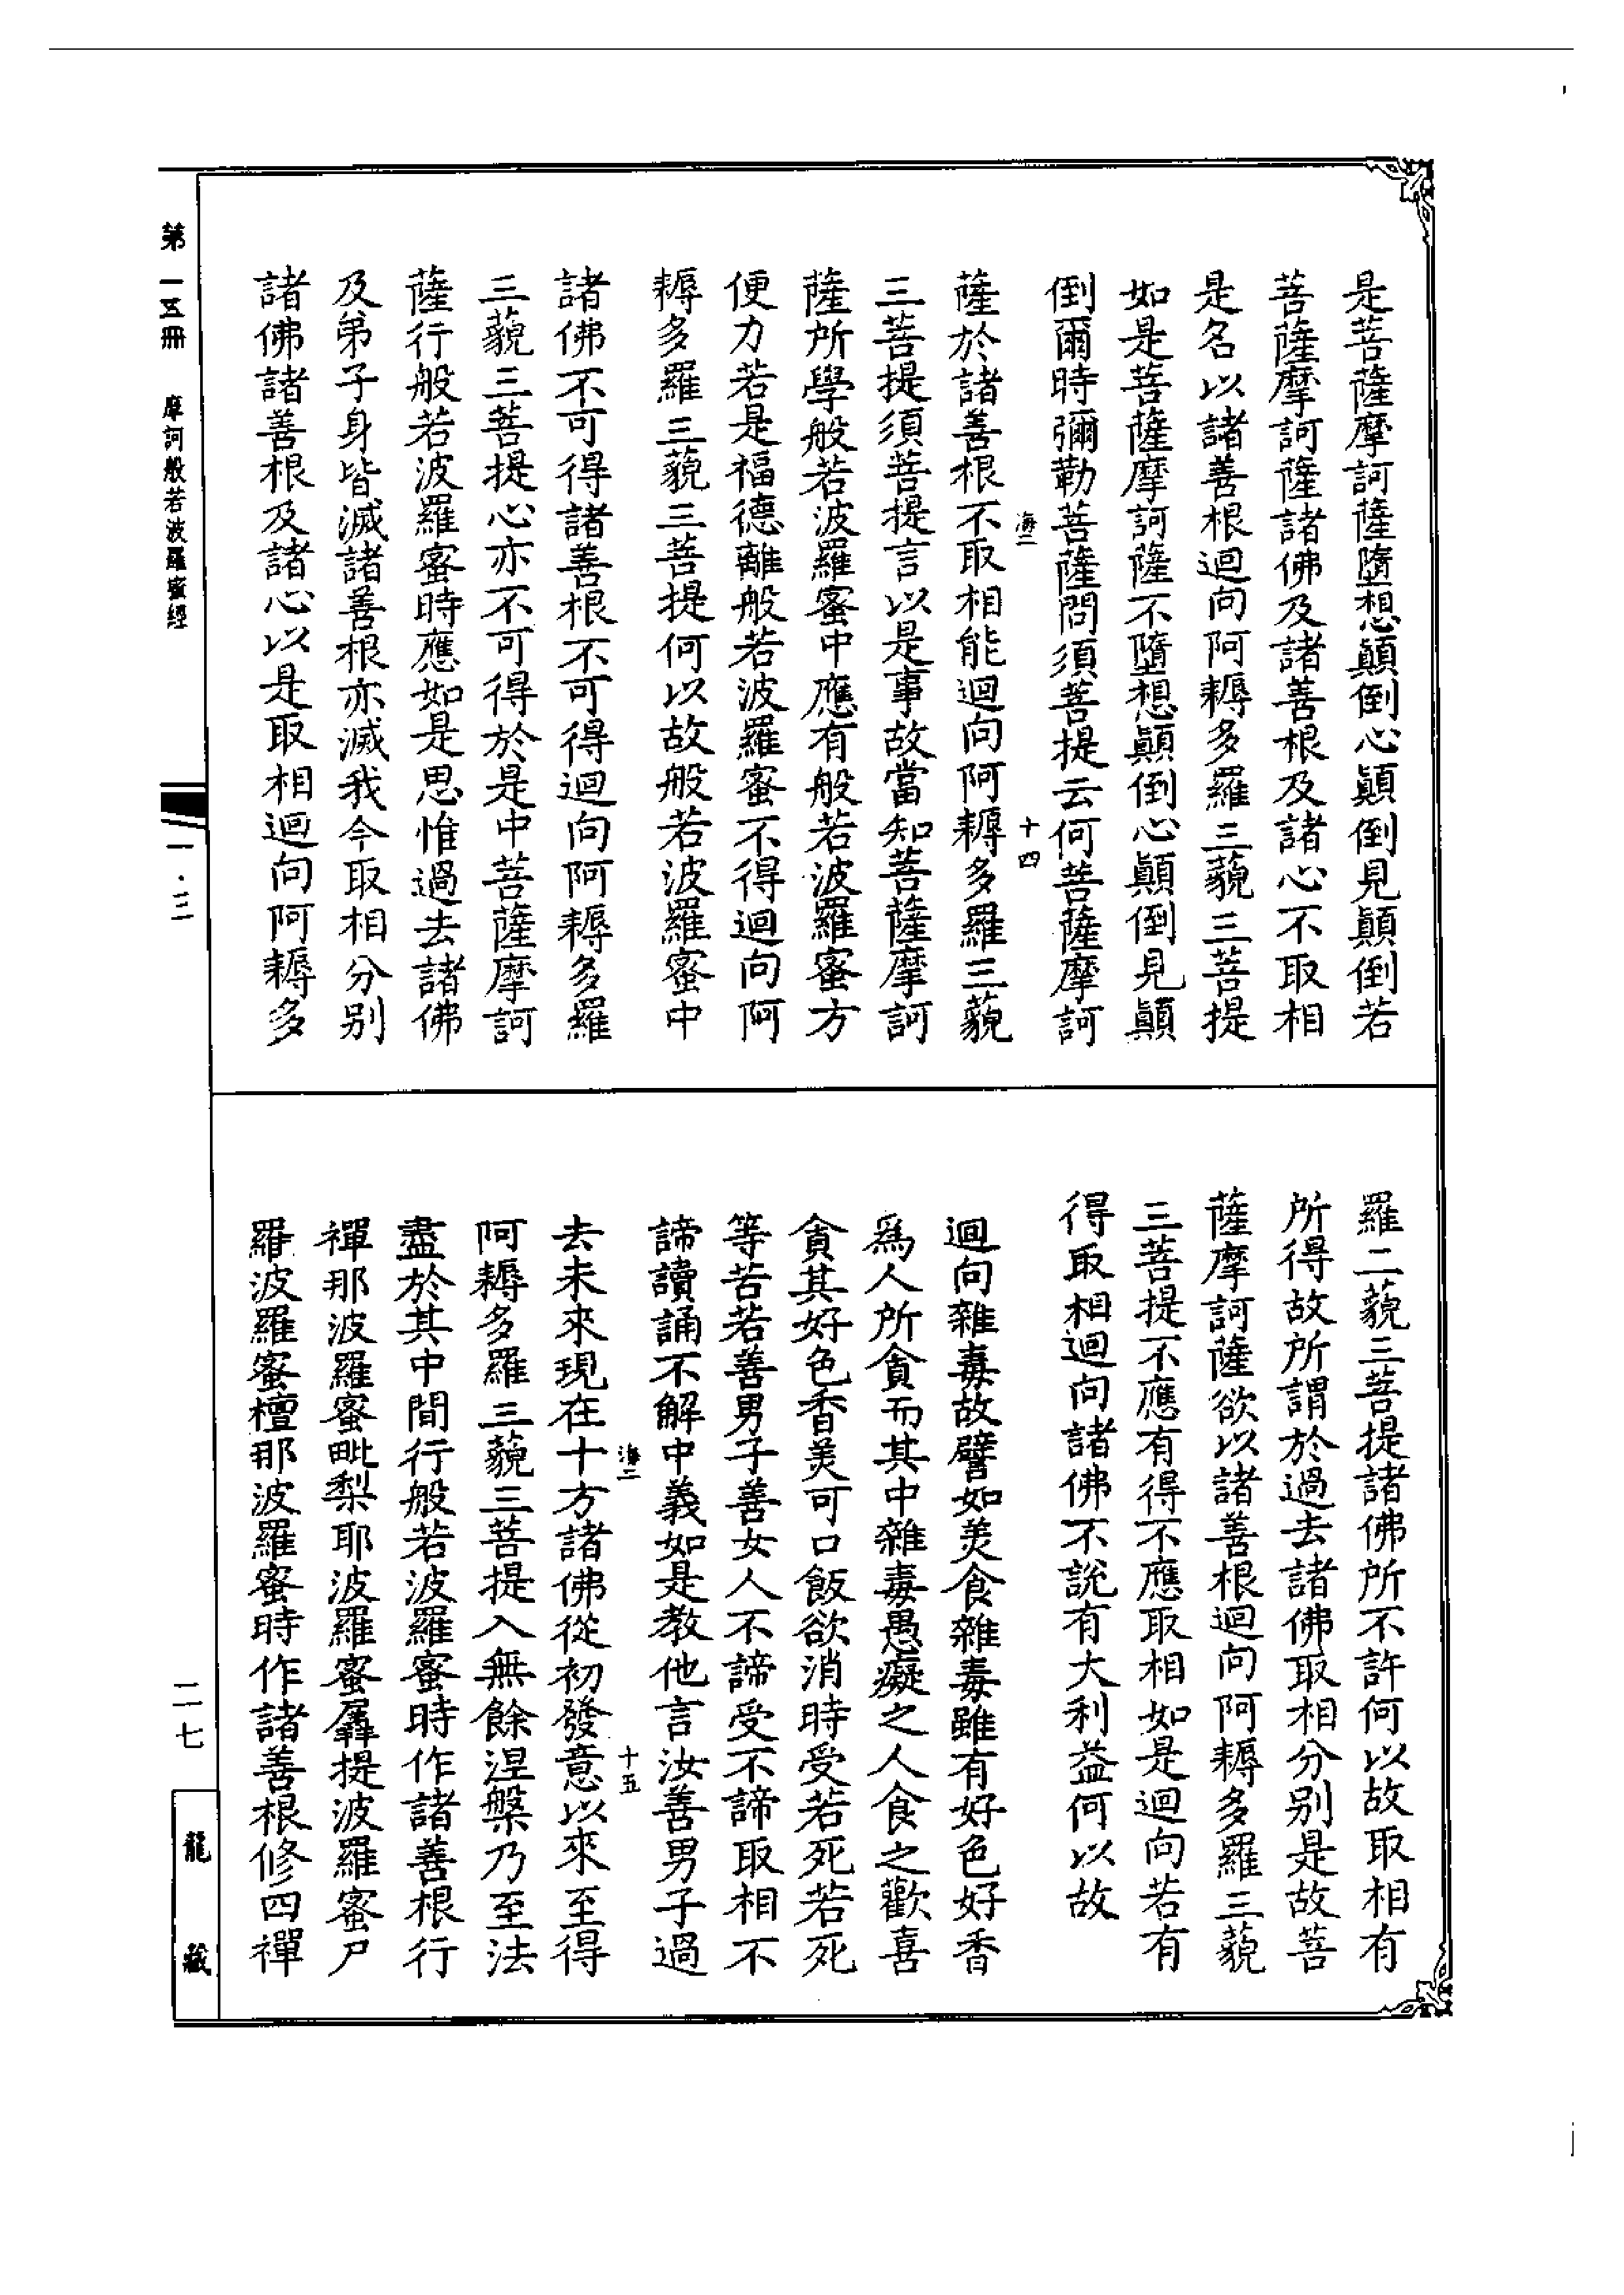 是菩薩摩訶薩墮想顛倒心顛倒見顛倒若
菩薩摩訶薩諸佛及諸善根及諸心不取相
是名以諸善根迴向阿耨多羅三藐三菩提
如是菩薩摩訶薩不墮想顛倒心顛倒見顛
倒爾時彌勒菩薩問須菩提云何菩薩摩訶
海二 十四
薩於諸善根不取相能迴向阿耨多羅三藐
三菩提須菩提言以是事故當知菩薩摩訶
薩所學般若波羅蜜中應有般若波羅蜜方
便力若是福德離般若波羅蜜不得迴向阿
耨多羅三藐三菩提何以故般若波羅蜜中
諸佛不可得諸善根不可得迴向阿耨多羅
三藐三菩提心亦不可得於是中菩薩摩訶
薩行般若波羅蜜時應如是思惟過去諸佛
及弟子身皆滅諸善根亦滅我今取相分別
諸佛諸善根及諸心以是取相迴向阿耨多
羅三藐三菩提諸佛所不許何以故取相有
所得故所謂於過去諸佛取相分別是故菩
薩摩訶薩欲以諸善根迴向阿耨多羅三藐
三菩提不應有得不應取相如是迴向若有
得取相迴向諸佛不說有大利益何以故
迴向雜毒故譬如美食雜毒雖有好色好香
為人所貪而其中雜毒愚癡之人食之歡喜
貪其好色香美可口飯欲消時受若死若死
等苦若善男子善女人不諦受不諦取相不
諦讀誦不解中義如是教他言汝善男子過
海二 十五
去未來現在十方諸佛從初發意以來至得
阿耨多羅三藐三菩提入無餘涅槃乃至法
盡於其中間行般若波羅蜜時作諸善根行
禪那波羅蜜毗梨耶波羅蜜羼提波羅蜜尸
羅波羅蜜檀那波羅蜜時作諸善根修四禪
第一五冊 摩訶般若波羅蜜經
一·三
二七
龍藏